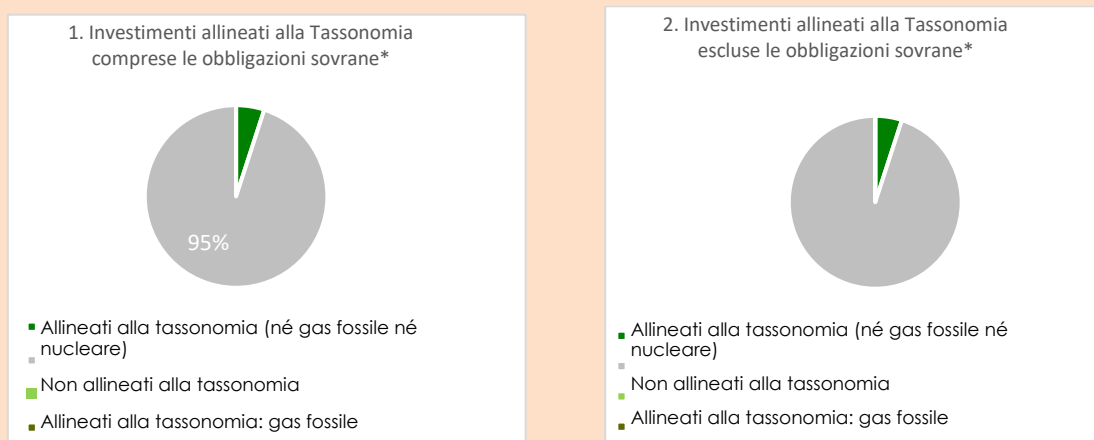 1. Investimenti allineati alla Tassonomia
comprese le obbligazioni sovrane*
95%
Allineati alla tassonomia (né gas fossile né
nucleare)
Non allineati alla tassonomia
Allineati alla tassonomia: gas fossile
2. Investimenti allineati alla Tassonomia
escluse le obbligazioni sovrane*
Allineati alla tassonomia (né gas fossile né
nucleare)
Non allineati alla tassonomia
Allineati alla tassonomia: gas fossile